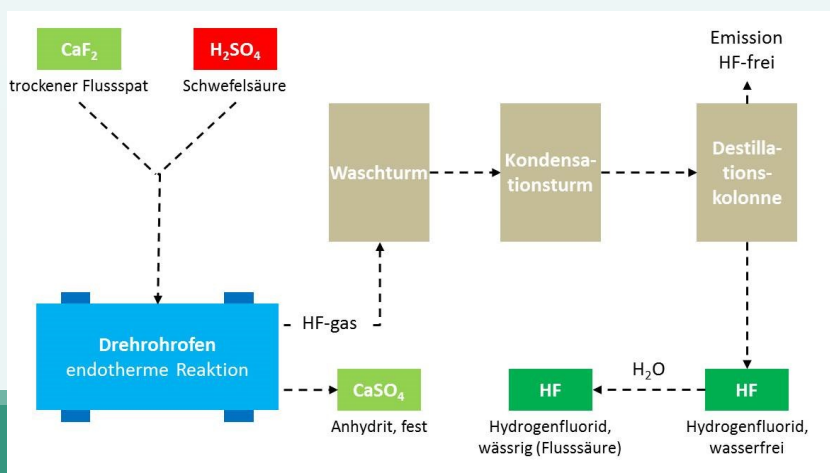 CaF₂
trockener Flussspat
H₂SO₄
Schwefelsäure
Emission
HF-frei
Waschturm
Kondensa-
tionsturm
Destilla-
tions-
kolonne
Drehrohrofen
endotherme Reaktion
HF-gas
CaSO₄
Anhydrit, fest
HF
Hydrogenfluorid,
wässrig (Flusssäure)
H₂O
HF
Hydrogenfluorid,
wasserfrei